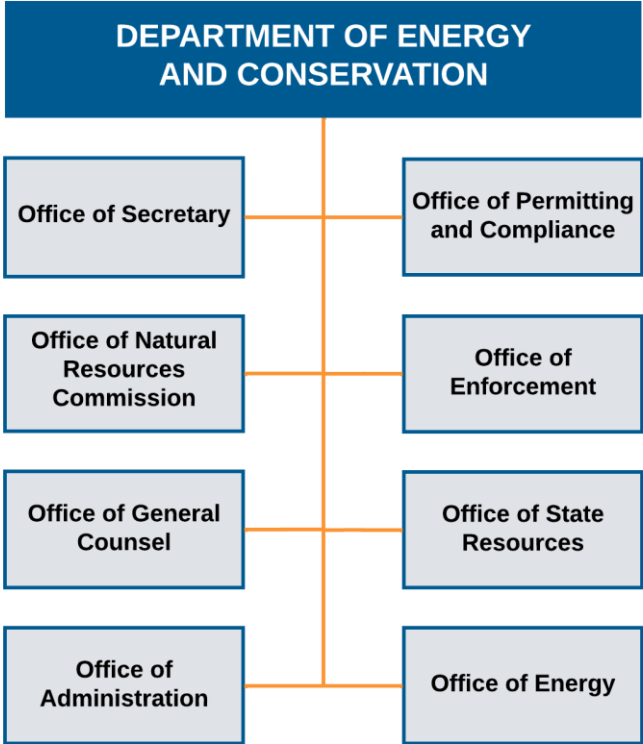 DEPARTMENT OF ENERGY
AND CONSERVATION
Office of Secretary
Office of Permitting
and Compliance
Office of Natural
Resources
Commission
Office of
Enforcement
Office of General
Counsel
Office of State
Resources
Office of
Administration
Office of Energy